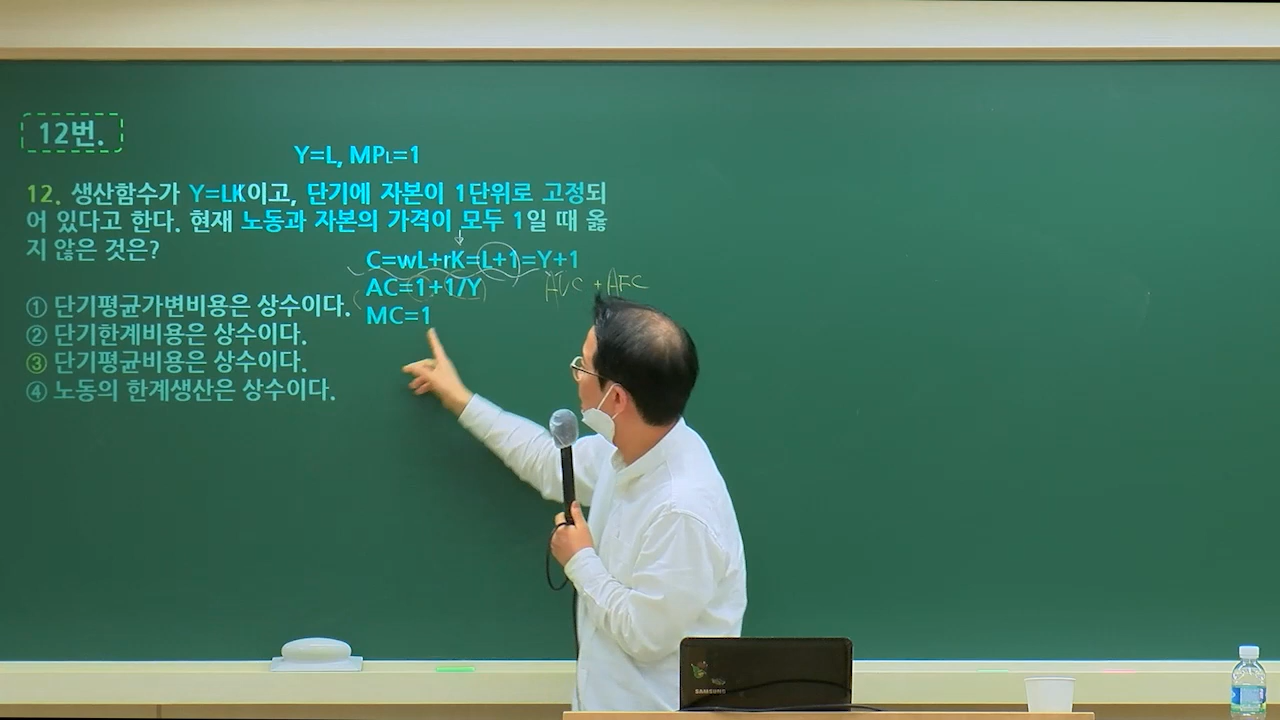 12번.
Y=L, MPL=1
12. 생산함수가 Y=LK이고, 단기에 자본이 1단위로 고정되
어 있다고 한다. 현재 노동과 자본의 가격이 모두 1일 때 옳
지 않은 것은?
C=wL+rK=L+1=Y+1
AC=1+1/Y AVC + AFC
① 단기평균가변비용은 상수이다.
MC=1
② 단기한계비용은 상수이다.
③ 단기평균비용은 상수이다.
④ 노동의 한계생산은 상수이다.
SAMSUNG